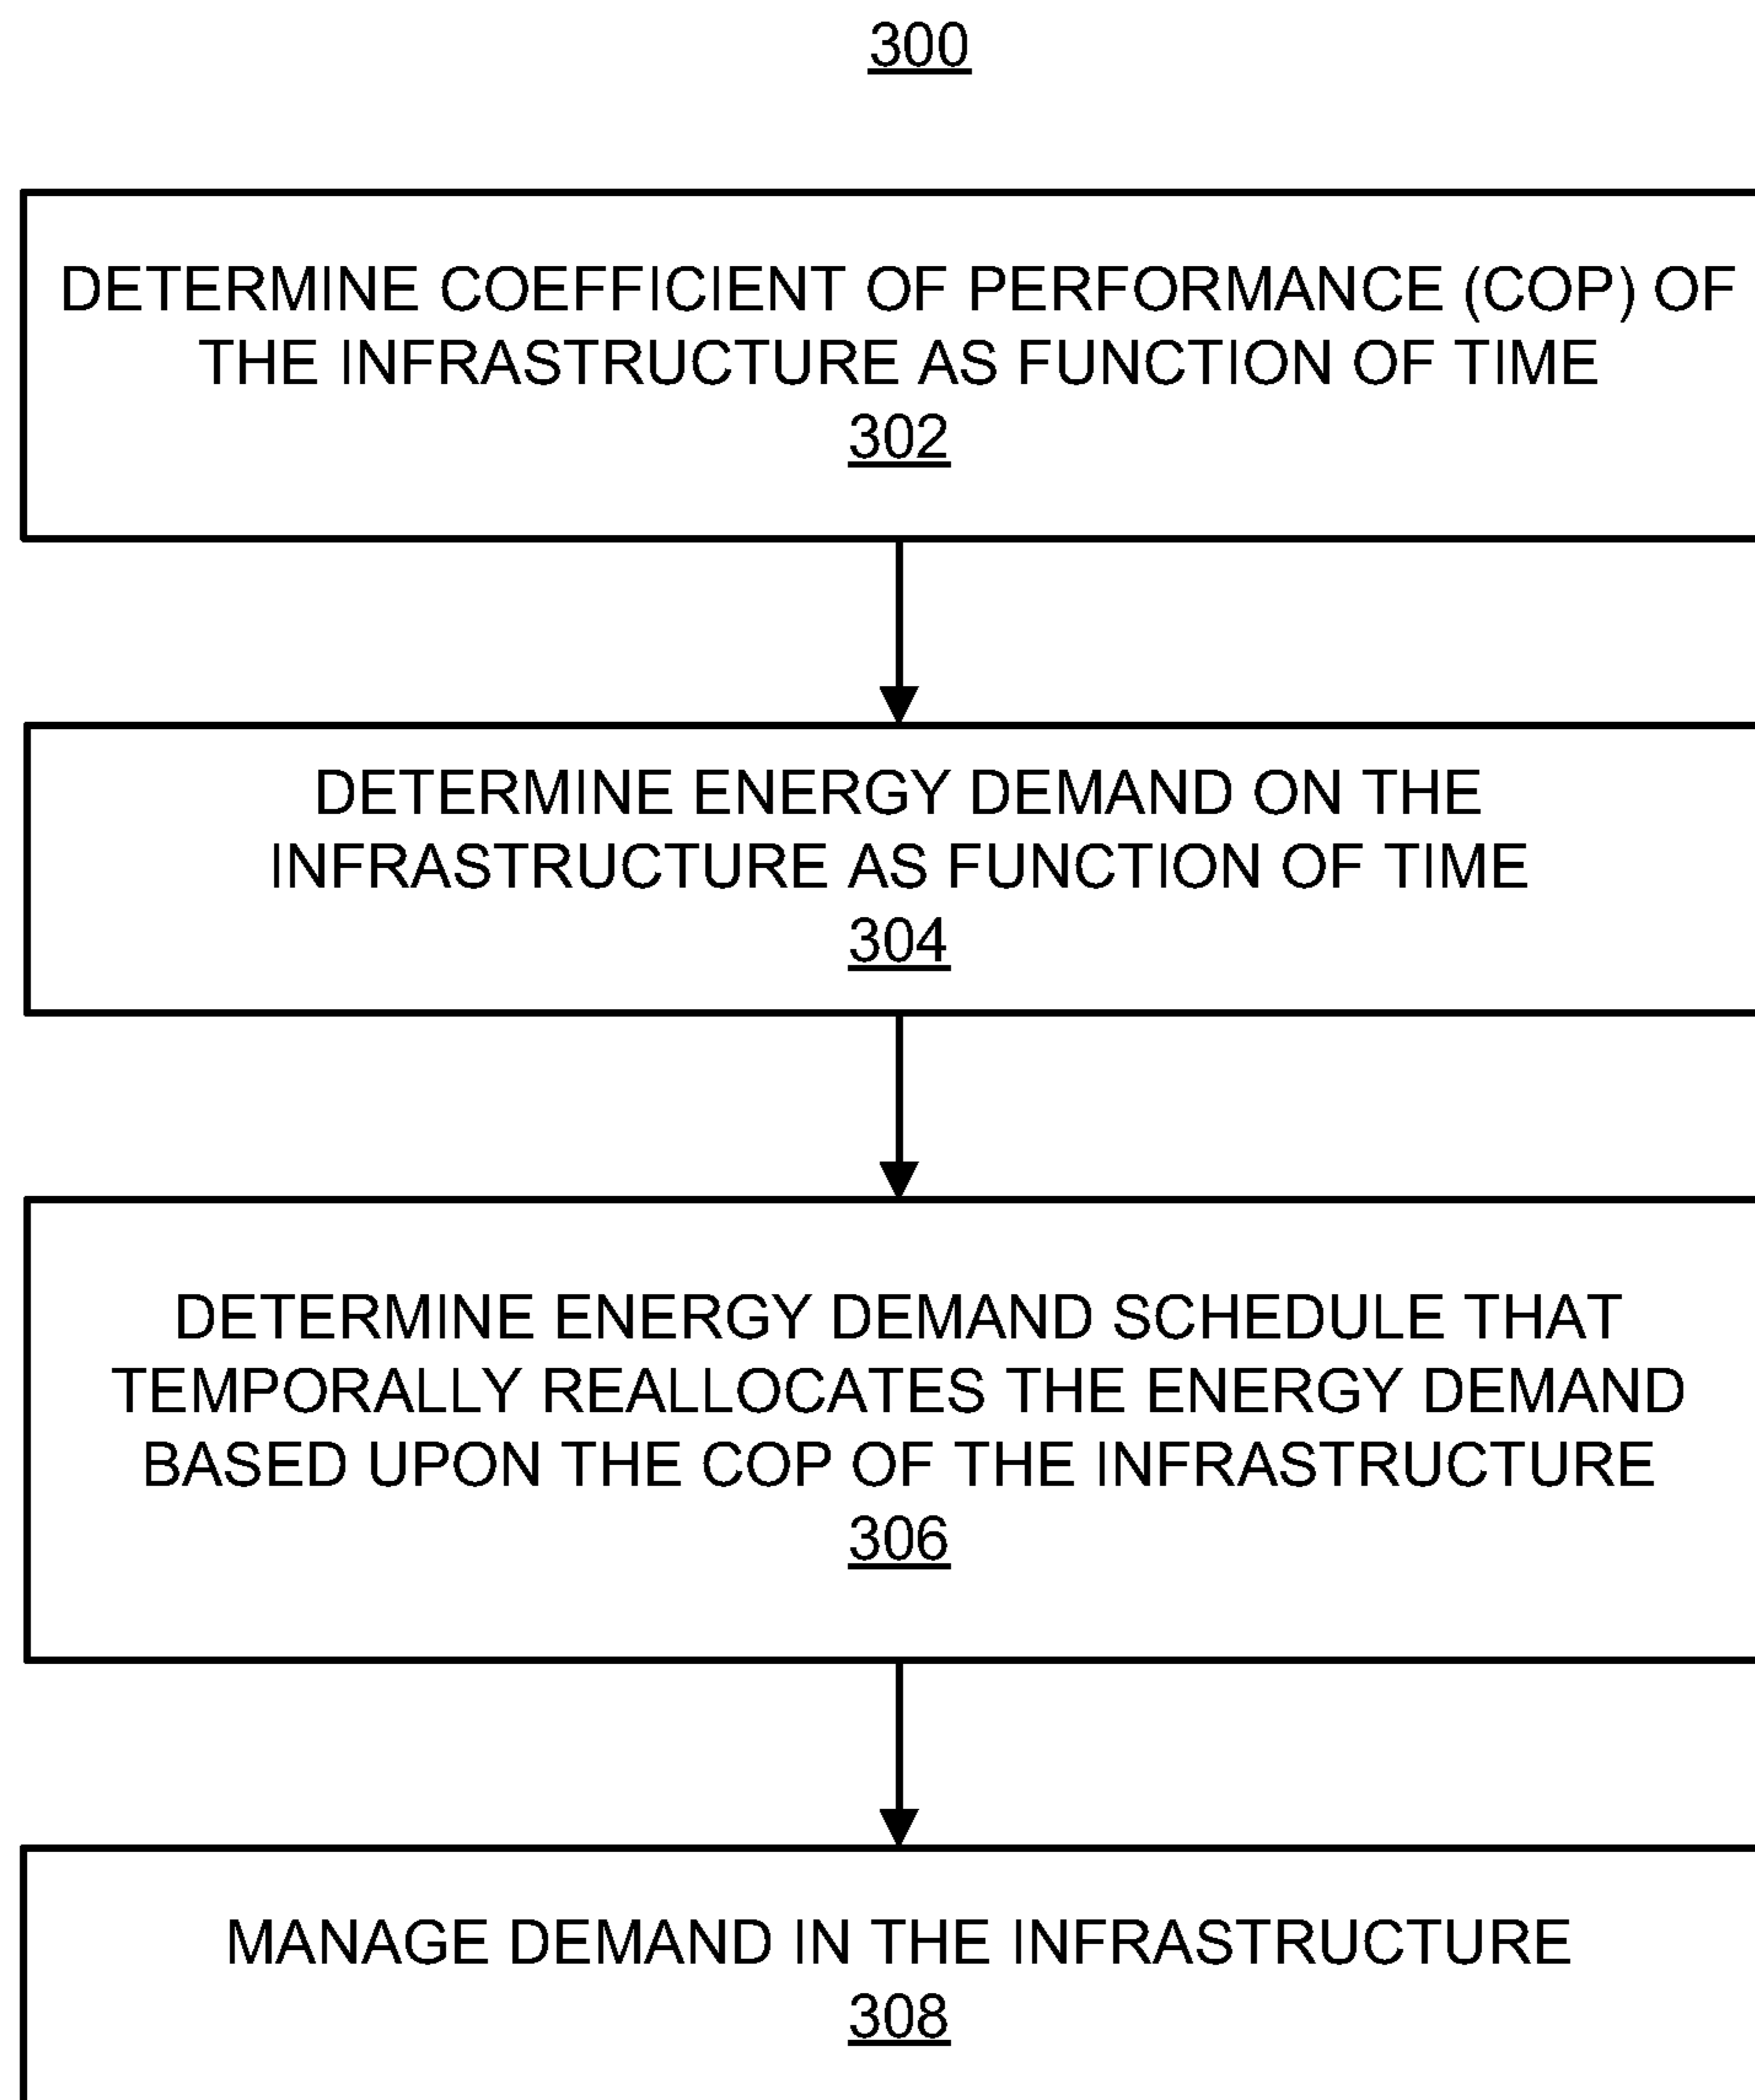 300
DETERMINE COEFFICIENT OF PERFORMANCE (COP) OF
THE INFRASTRUCTURE AS FUNCTION OF TIME
302
DETERMINE ENERGY DEMAND ON THE
INFRASTRUCTURE AS FUNCTION OF TIME
304
DETERMINE ENERGY DEMAND SCHEDULE THAT
TEMPORALLY REALLOCATES THE ENERGY DEMAND
BASED UPON THE COP OF THE INFRASTRUCTURE
306
MANAGE DEMAND IN THE INFRASTRUCTURE
308